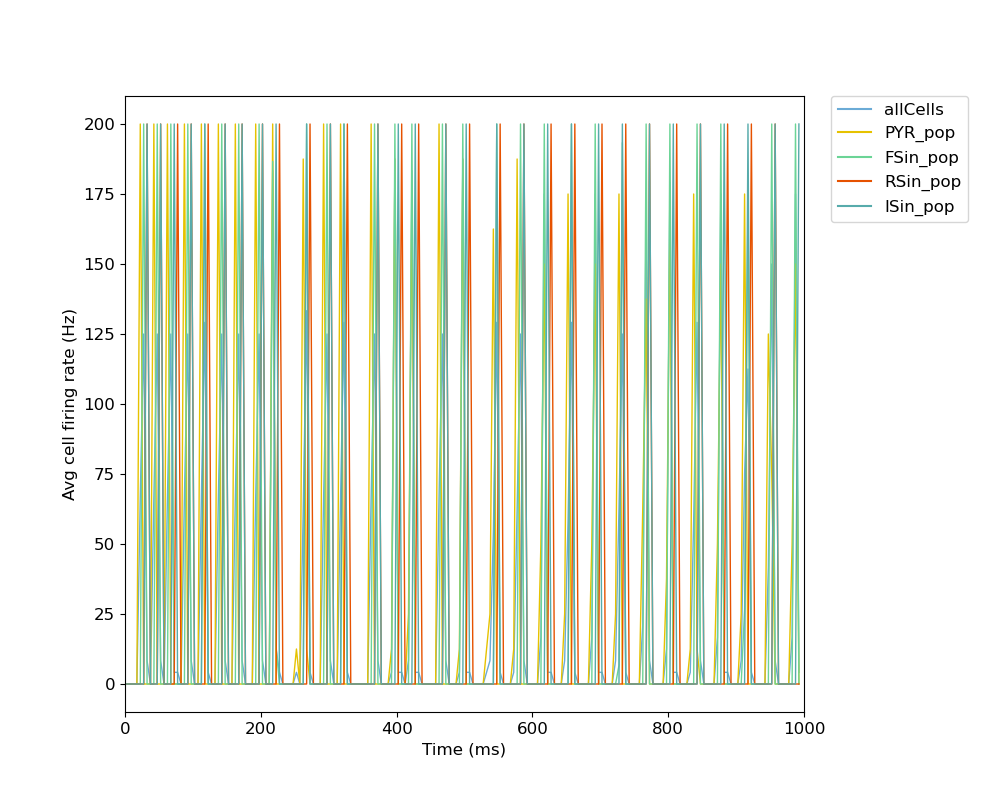 allCells
PYR_pop
FSin_pop
RSin_pop
ISin_pop
200
175
150
125
100
75
50
25
0
Avg cell firing rate (Hz)
0 200 400 600 800 1000
Time (ms)